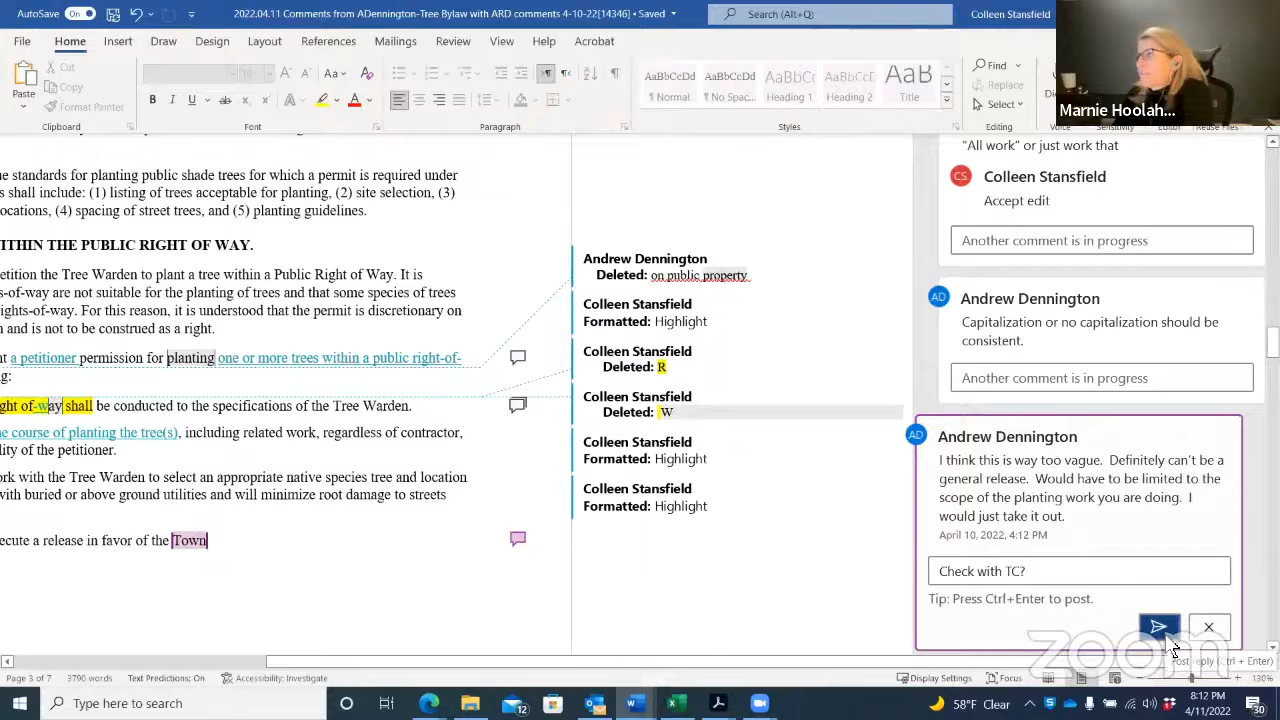 AutoSave On
2022.04.11 ADennington-Tree Bylaw with ARD comments 4-10-22[14346] • Saved
Search (Alt+Q)
Colleen Stansfield
File Home Insert Draw Design Layout References Mailings Review View Help Acrobat
Paste
Cut
Copy
Format Painter
Clipboard
Font
Paragraph
AaBbCcDd
¶ Normal
AaBbCcDd
¶ No Spac...
AaBbCc
Heading 1
AaBbCcD
Heading 2
AaB
Title
Styles
Find
Replace
Select
Editing
Marnie Hoolah...
e standards for planting public shade trees for which a permit is required under
s shall include: (1) listing of trees acceptable for planting, (2) site selection, (3)
ocations, (4) spacing of street trees, and (5) planting guidelines.
ITHIN THE PUBLIC RIGHT OF WAY.
etition the Tree Warden to plant a tree within a Public Right of Way. It is
s-of-way are not suitable for the planting of trees and that some species of trees
rights-of-way. For this reason, it is understood that the permit is discretionary on
n and is not to be construed as a right.
nt a petitioner permission for planting one or more trees within a public right-of-
g:
ght of-way shall be conducted to the specifications of the Tree Warden.
e course of planting the tree(s), including related work, regardless of contractor,
lity of the petitioner.
ork with the Tree Warden to select an appropriate native species tree and location
with buried or above ground utilities and will minimize root damage to streets
ecute a release in favor of the Town
Andrew Dennington
Deleted: on public property
Colleen Stansfield
Formatted: Highlight
Colleen Stansfield
Deleted: R
Colleen Stansfield
Deleted: W
Colleen Stansfield
Formatted: Highlight
Colleen Stansfield
Formatted: Highlight
"All work" or just work that
CS Colleen Stansfield
Accept edit
Another comment is in progress
AD Andrew Dennington
Capitalization or no capitalization should be
consistent.
Another comment is in progress
AD Andrew Dennington
I think this is way too vague. Definitely can't be a
general release. Would have to be limited to the
scope of the planting work you are doing. I
would just take it out.
April 10, 2022, 4:12 PM
Check with TC?
Tip: Press Ctrl+Enter to post.
Post reply (Ctrl + Enter)
zoom
Page 3 of 7 3790 words Text Predictions: On Accessibility: Investigate
Display Settings Focus 130%
Type here to search
12
58°F Clear
8:12 PM
4/11/2022
30